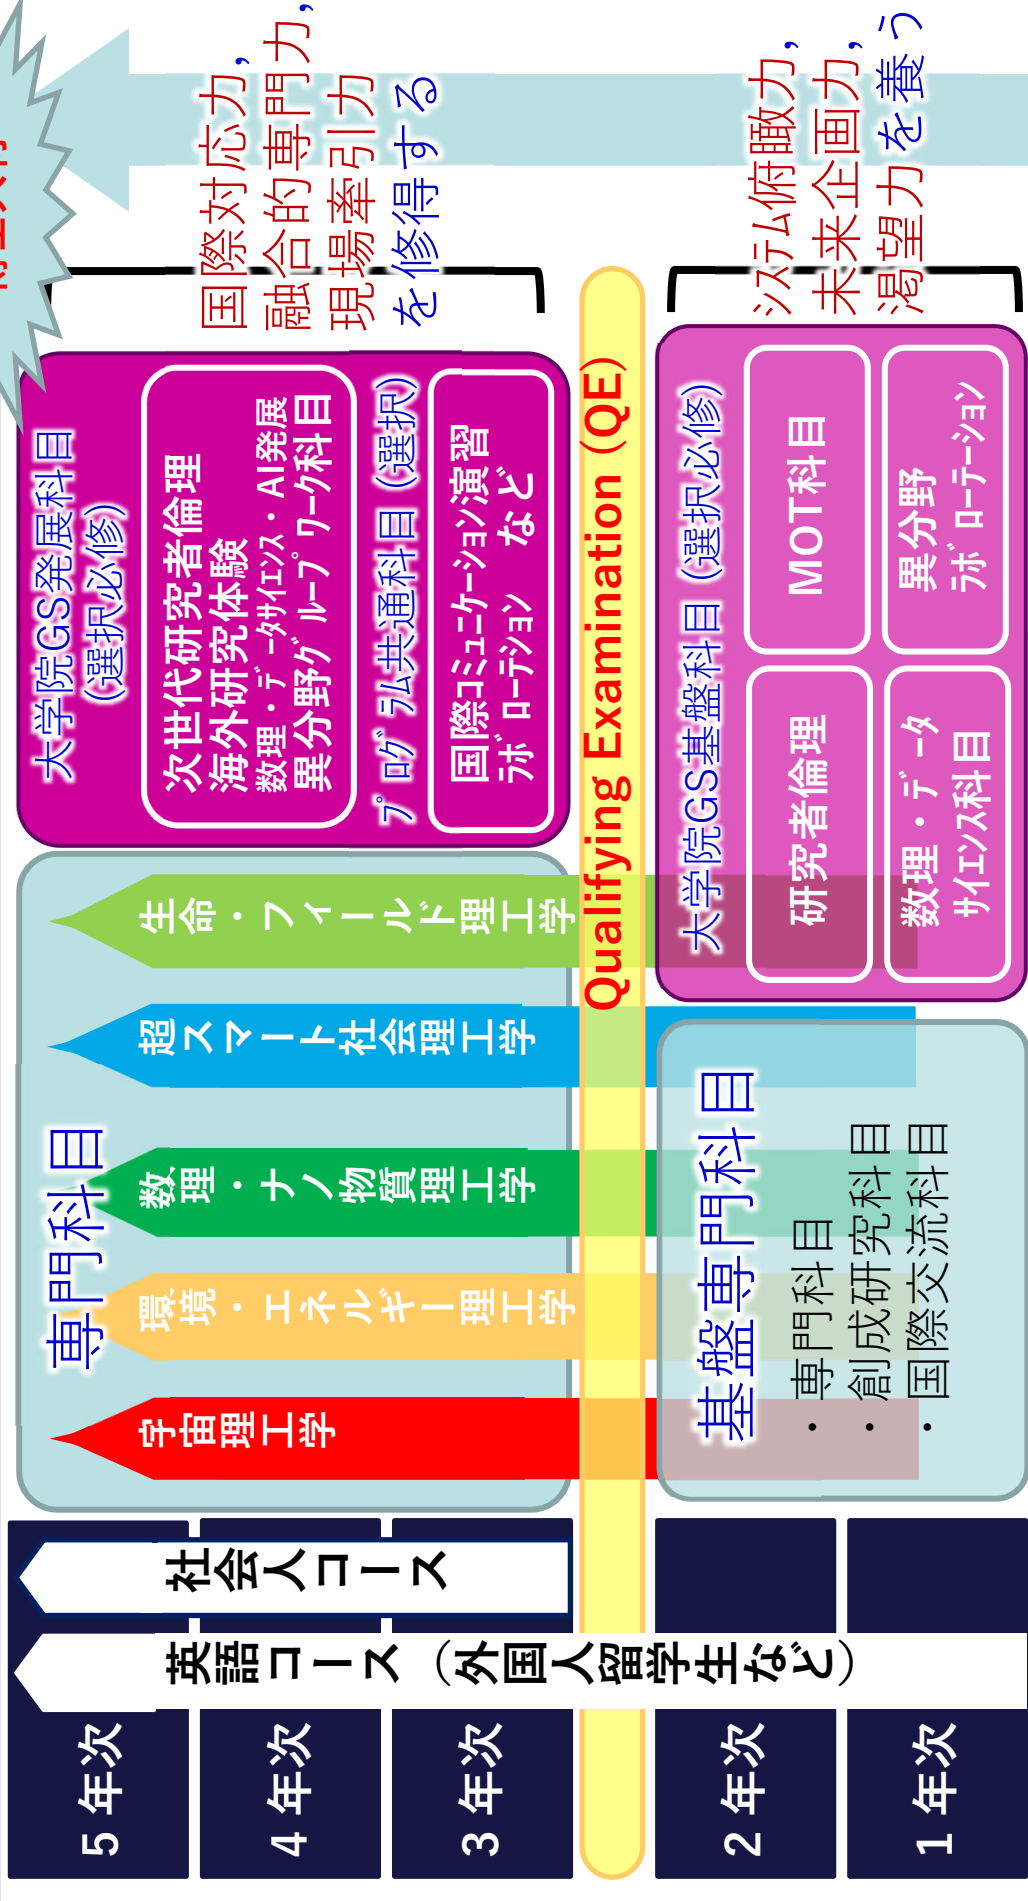 国際対応力,
融合的専門力,
現場牽引力
を修得する
システム俯瞰力,
未来企画力,
渇望力を養う
大学院GS発展科目
(選択必修)
次世代研究者倫理
海外研究体験
数理・データサイエンス・AI発展
異分野グループワーク科目
プログラム共通科目 (選択)
国際コミュニケーション演習
ラボローテーション　など
Qualifying Examination (QE)
大学院GS基盤科目 (選択必修)
研究者倫理
MOT科目
数理・データ
サイエンス科目
異分野
ラボローテーション
専門科目
生命・フィールド理工学
超スマート社会理工学
数理・ナノ物質理工学
環境・エネルギー理工学
宇宙理工学
基盤専門科目
・専門科目
・創成研究科目
・国際交流科目
社会人コース
英語コース（外国人留学生など）
5 年次
4 年次
3 年次
2 年次
1 年次